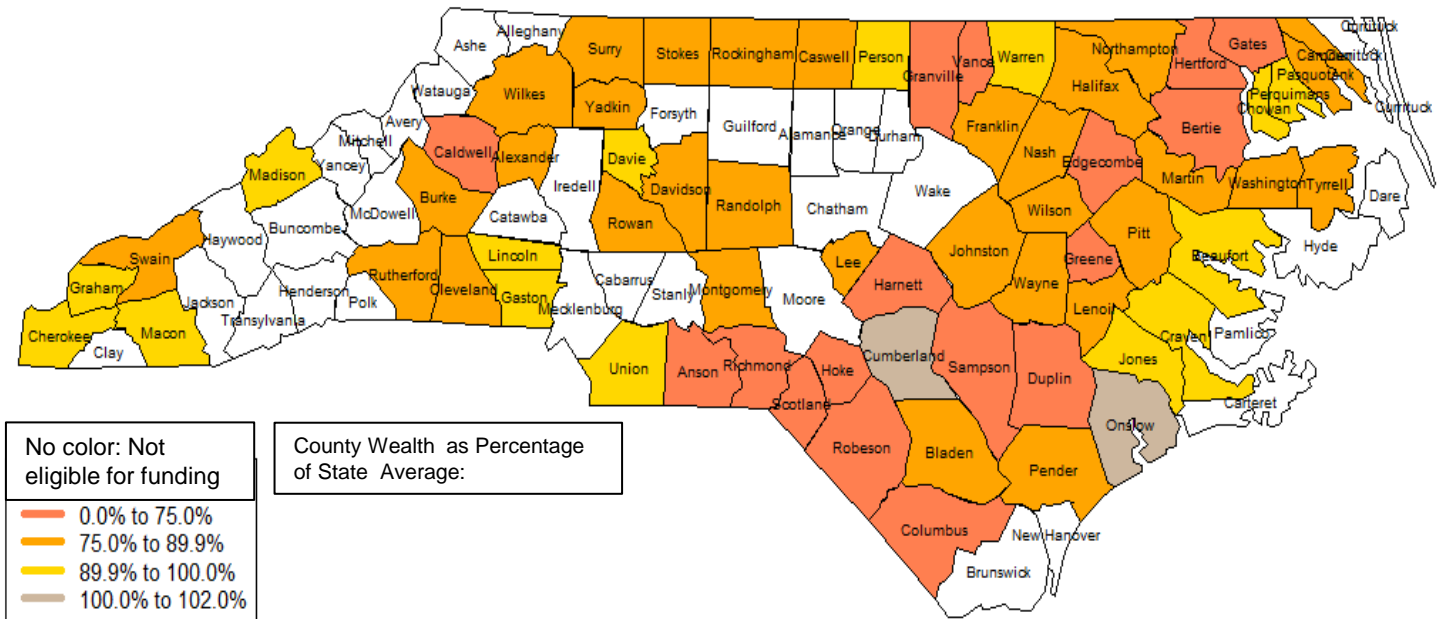 Alleghany
Ashe
Surry
Stokes
Rockingham
Caswell
Person
Granville
Vance
Warren
Northampton
Hertford
Gates
Currituck
Camden
Pasquotank
Perquimans
Chowan
Currituck
Watauga
Wilkes
Yadkin
Forsyth
Guilford
Alamance
Orange
Durham
Franklin
Halifax
Bertie
Avery
Mitchell
Yancey
Madison
Caldwell
Alexander
Iredell
Davie
Davidson
Randolph
Chatham
Wake
Nash
Edgecombe
Martin
Washington
Tyrrell
Dare
Burke
McDowell
Buncombe
Haywood
Catawba
Rowan
Wilson
Johnston
Pitt
Beaufort
Hyde
Swain
Graham
Cherokee
Clay
Macon
Jackson
Transylvania
Henderson
Polk
Rutherford
Cleveland
Lincoln
Gaston
Mecklenburg
Cabarrus
Stanly
Montgomery
Moore
Lee
Harnett
Wayne
Greene
Lenoir
Craven
Pamlico
Jones
Carteret
Union
Anson
Richmond
Scotland
Hoke
Cumberland
Sampson
Duplin
Onslow
Robeson
Bladen
Pender
Columbus
New Hanover
Brunswick
No color: Not
eligible for funding
0.0% to 75.0%
75.0% to 89.9%
89.9% to 100.0%
100.0% to 102.0%
County Wealth as Percentage
of State Average: